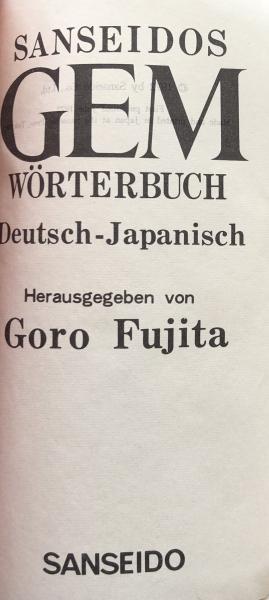 SANSEIDOS
GEM
WÖRTERBUCH
Deutsch-Japanisch
Herausgegeben von
Goro Fujita
SANSEIDO